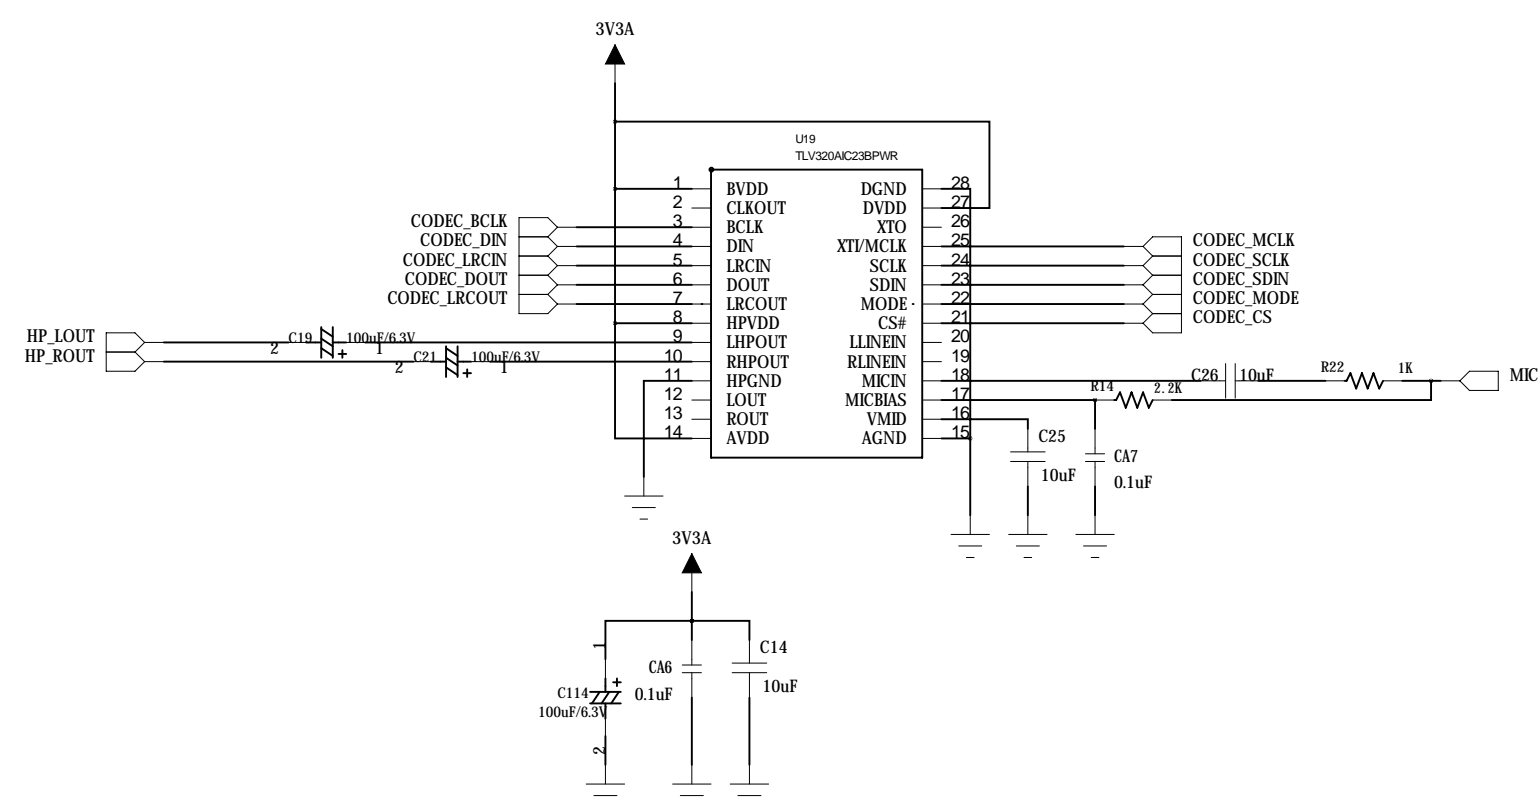 3V3A
U19
TLV320AIC23BPWR
1 BVDD DGND 28
2 CLKOUT DVDD 27
CODEC_BCLK 3 BCLK XTO 26
CODEC_DIN 4 DIN XTI/MCLK 25 CODEC_MCLK
CODEC_LRCIN 5 LRCIN SCLK 24 CODEC_SCLK
CODEC_DOUT 6 DOUT SDIN 23 CODEC_SDIN
CODEC_LRCOUT 7 LRCOUT MODE 22 CODEC_MODE
8 HPVDD CS# 21 CODEC_CS
HP_LOUT 2 C19 + 100uF/6.3V 1 9 LHPOUT LLINEIN 20
HP_ROUT 2 C21 + 100uF/6.3V 1 10 RHPOUT RLINEIN 19
11 HPGND MICIN 18 C26 10uF R22 1K MIC
12 LOUT MICBIAS 17 R14 2.2K
13 ROUT VMID 16
14 AVDD AGND 15
C25
10uF
CA7
0.1uF
3V3A
1
C114 +
100uF/6.3V
2
CA6
0.1uF
C14
10uF